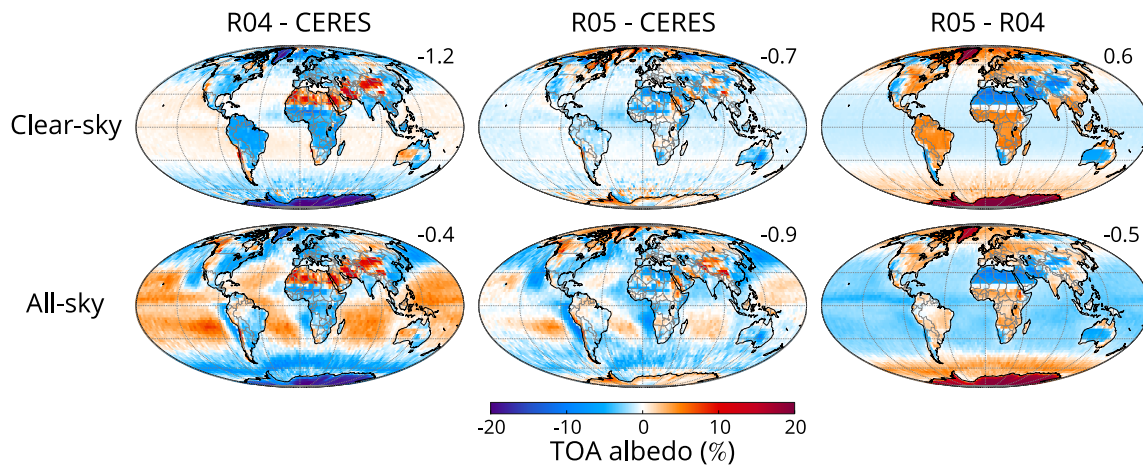 R04 - CERES R05 - CERES R05 - R04
-1.2 -0.7 0.6
Clear-sky
-0.4 -0.9 -0.5
All-sky
-20 -10 0 10 20
TOA albedo (%)